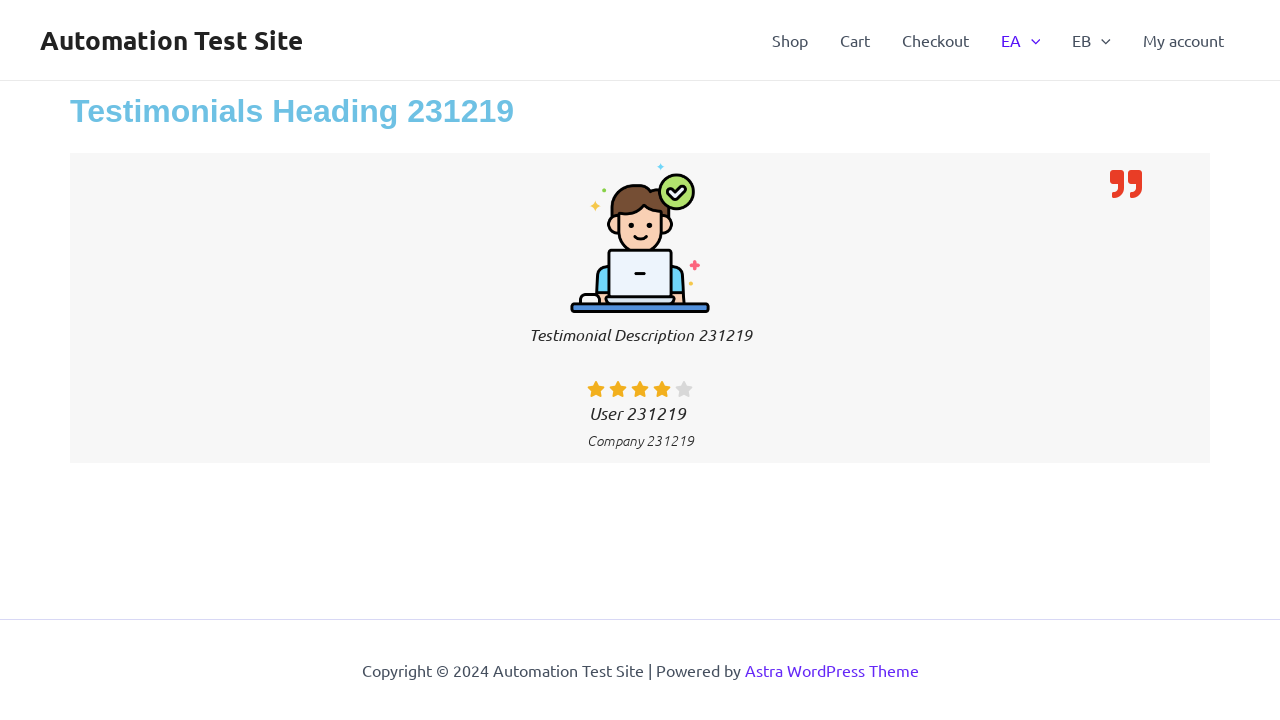 Automation Test Site
Shop Cart Checkout EA EB My account
Testimonials Heading 231219
Testimonial Description 231219
User 231219
Company 231219
Copyright © 2024 Automation Test Site | Powered by Astra WordPress Theme